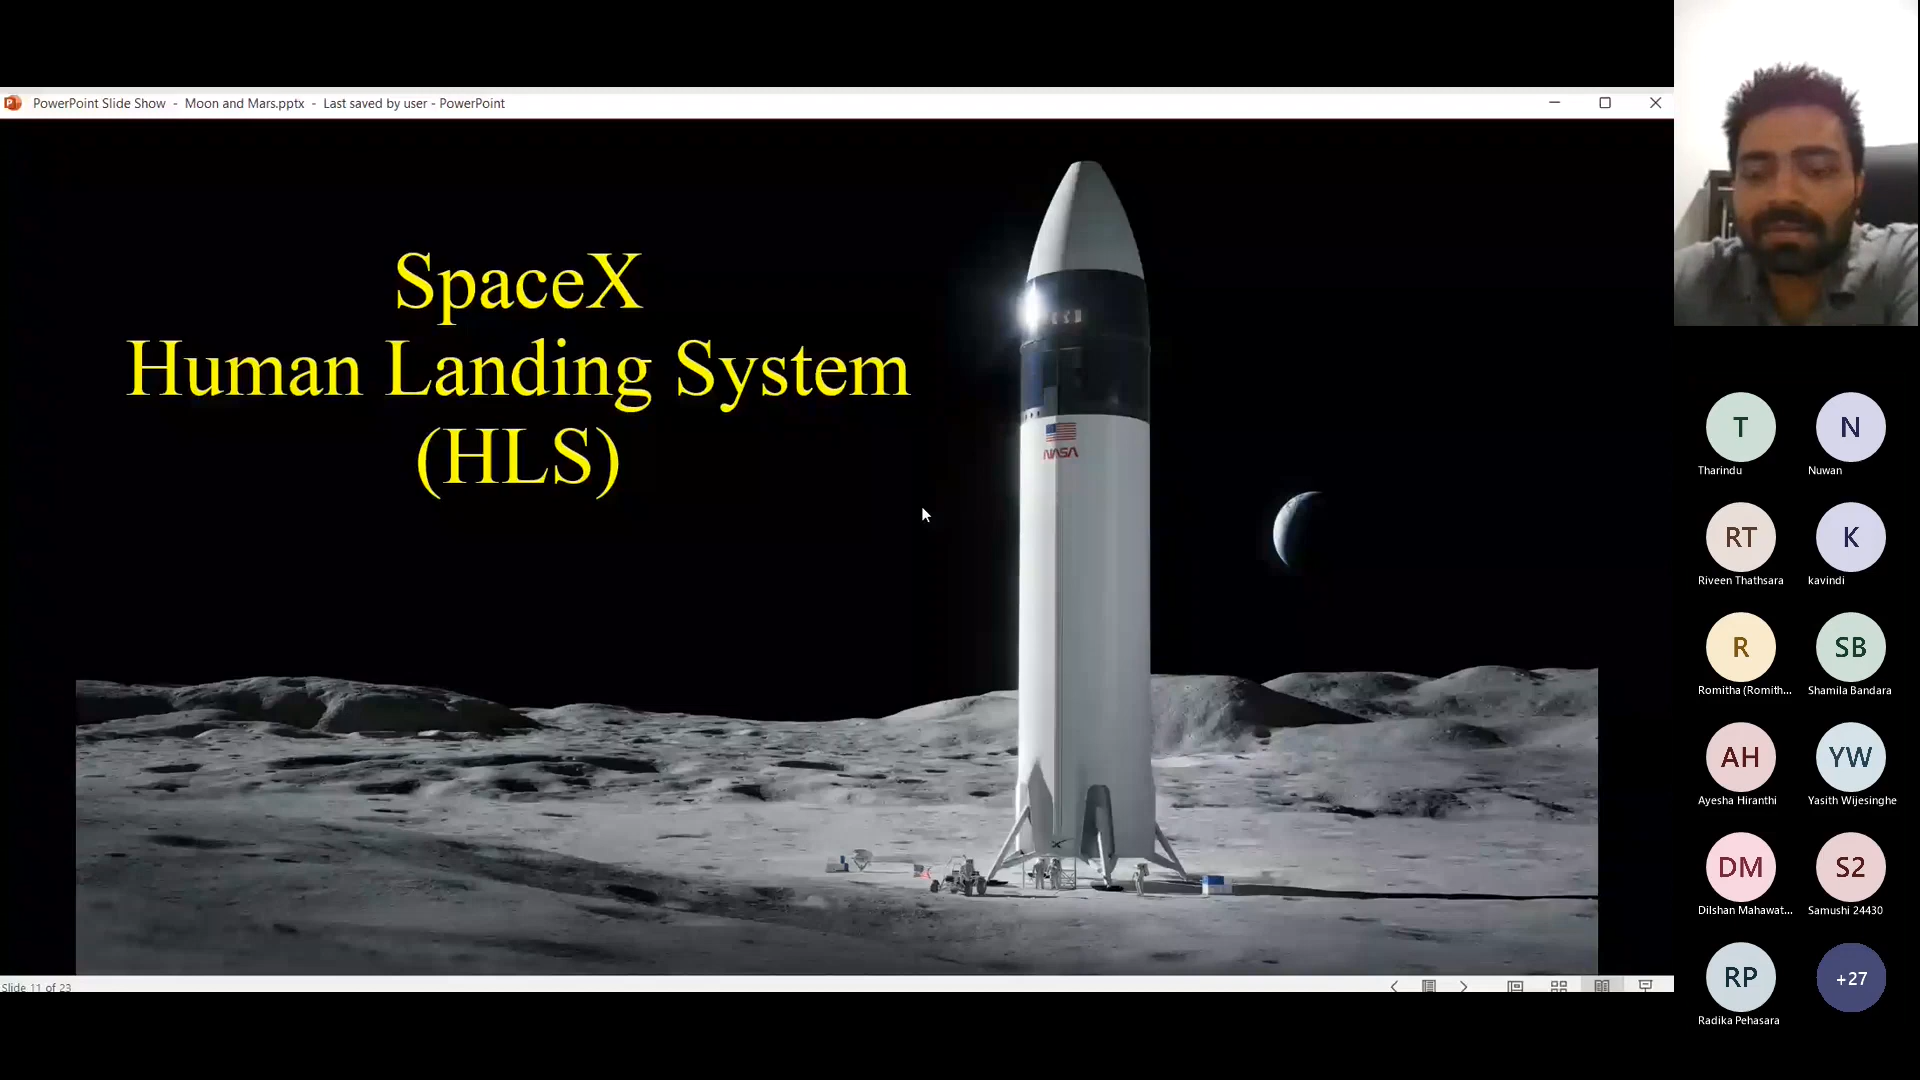 PowerPoint Slide Show - Moon and Mars.pptx - Last saved by user - PowerPoint
SpaceX
Human Landing System
(HLS)
NASA
Slide 11 of 23
T
Tharindu
N
Nuwan
RT
Riveen Thathsara
K
kavindi
R
Romitha (Romith...
SB
Shamila Bandara
AH
Ayesha Hiranthi
YW
Yasith Wijesinghe
DM
Dilshan Mahawat...
S2
Samushi 24430
RP
Radika Pehasara
+27